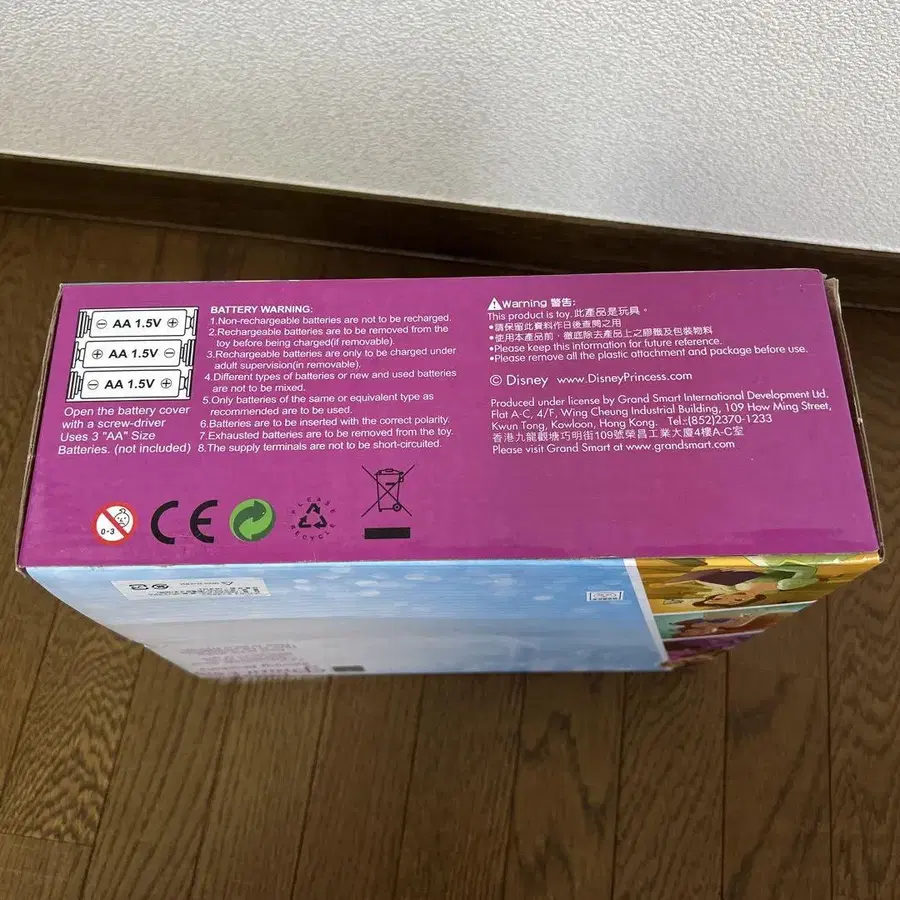 AA 1.5V
AA 1.5V
AA 1.5V
Open the battery cover
with a screw-driver
Uses 3 "AA" Size
Batteries. (not included)
BATTERY WARNING:
1.Non-rechargeable batteries are not to be recharged.
2.Rechargeable batteries are to be removed from the
toy before being charged(if removable).
3.Rechargeable batteries are only to be charged under
adult supervision(in removable).
4.Different types of batteries or new and used batteries
are not to be mixed.
5.Only batteries of the same or equivalent type as
recommended are to be used.
6.Batteries are to be inserted with the correct polarity.
7.Exhausted batteries are to be removed from the toy.
8.The supply terminals are not to be short-circuited.
0-3
CE
PLEASE
RECYCLE
Warning 警告:
This product is toy. 此產品是玩具。
•請保留此資料作日後查閱之用
•使用本產品前，徹底除去產品上之膠籤及包裝物料
•Please keep this information for future reference.
•Please remove all the plastic attachment and package before use.
© Disney www.DisneyPrincess.com
Produced under license by Grand Smart International Development Ltd.
Flat A-C, 4/F, Wing Cheung Industrial Building, 109 How Ming Street,
Kwun Tong, Kowloon, Hong Kong. Tel.:(852)2370-1233
香港九龍觀塘巧明街109號榮昌工業大廈4樓A-C室
Please visit Grand Smart at www.grandsmart.com